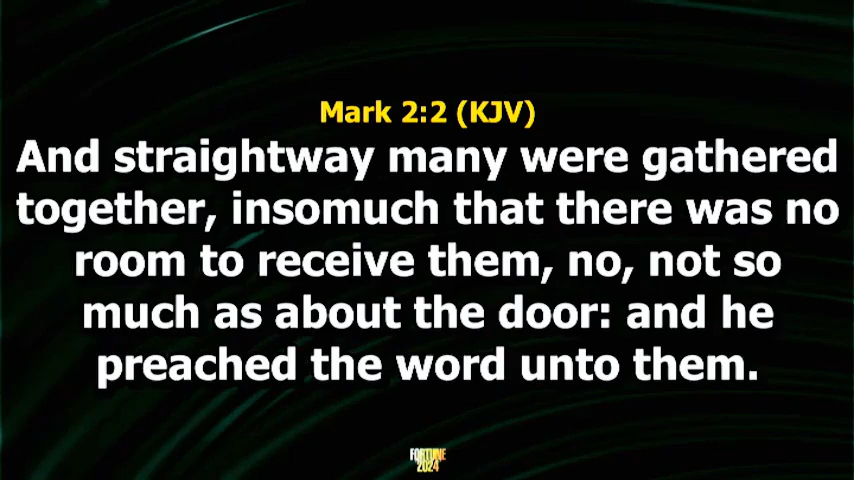 Mark 2:2 (KJV)
And straightway many were gathered
together, insomuch that there was no
room to receive them, no, not so
much as about the door: and he
preached the word unto them.
FORTUNE
2024